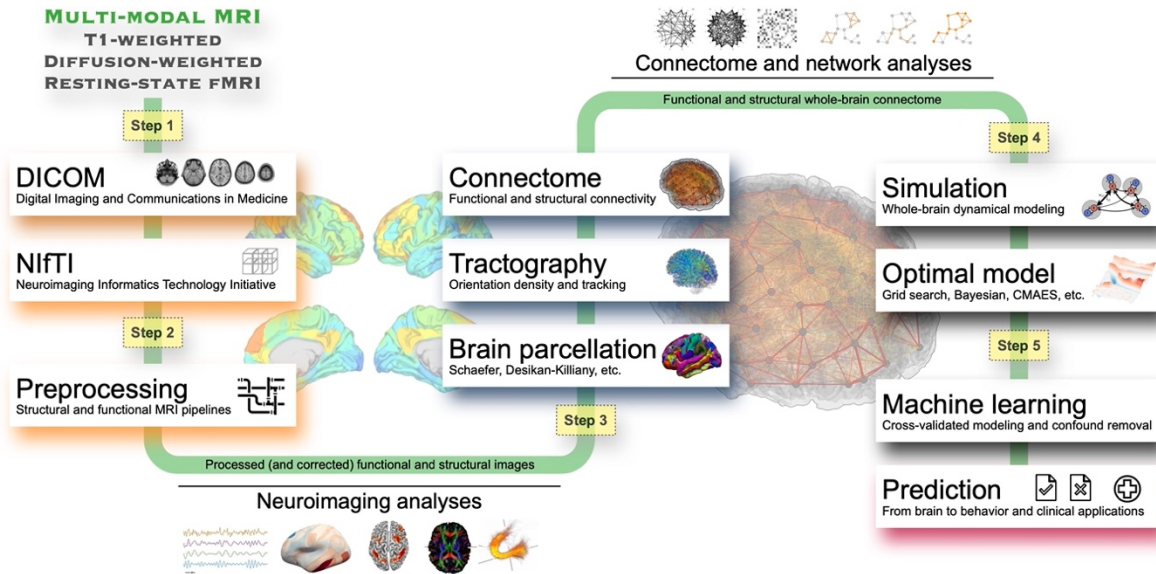 MULTI-MODAL MRI
T1-WEIGHTED
DIFFUSION-WEIGHTED
RESTING-STATE FMRI
Step 1
DICOM
Digital Imaging and Communications in Medicine
NIfTI
Neuroimaging Informatics Technology Initiative
Step 2
Preprocessing
Structural and functional MRI pipelines
Processed (and corrected) functional and structural images
Neuroimaging analyses
Step 3
Brain parcellation
Schaefer, Desikan-Killiany, etc.
Tractography
Orientation density and tracking
Connectome
Functional and structural connectivity
Connectome and network analyses
Functional and structural whole-brain connectome
Step 4
Simulation
Whole-brain dynamical modeling
Optimal model
Grid search, Bayesian, CMAES, etc.
Step 5
Machine learning
Cross-validated modeling and confound removal
Prediction
From brain to behavior and clinical applications